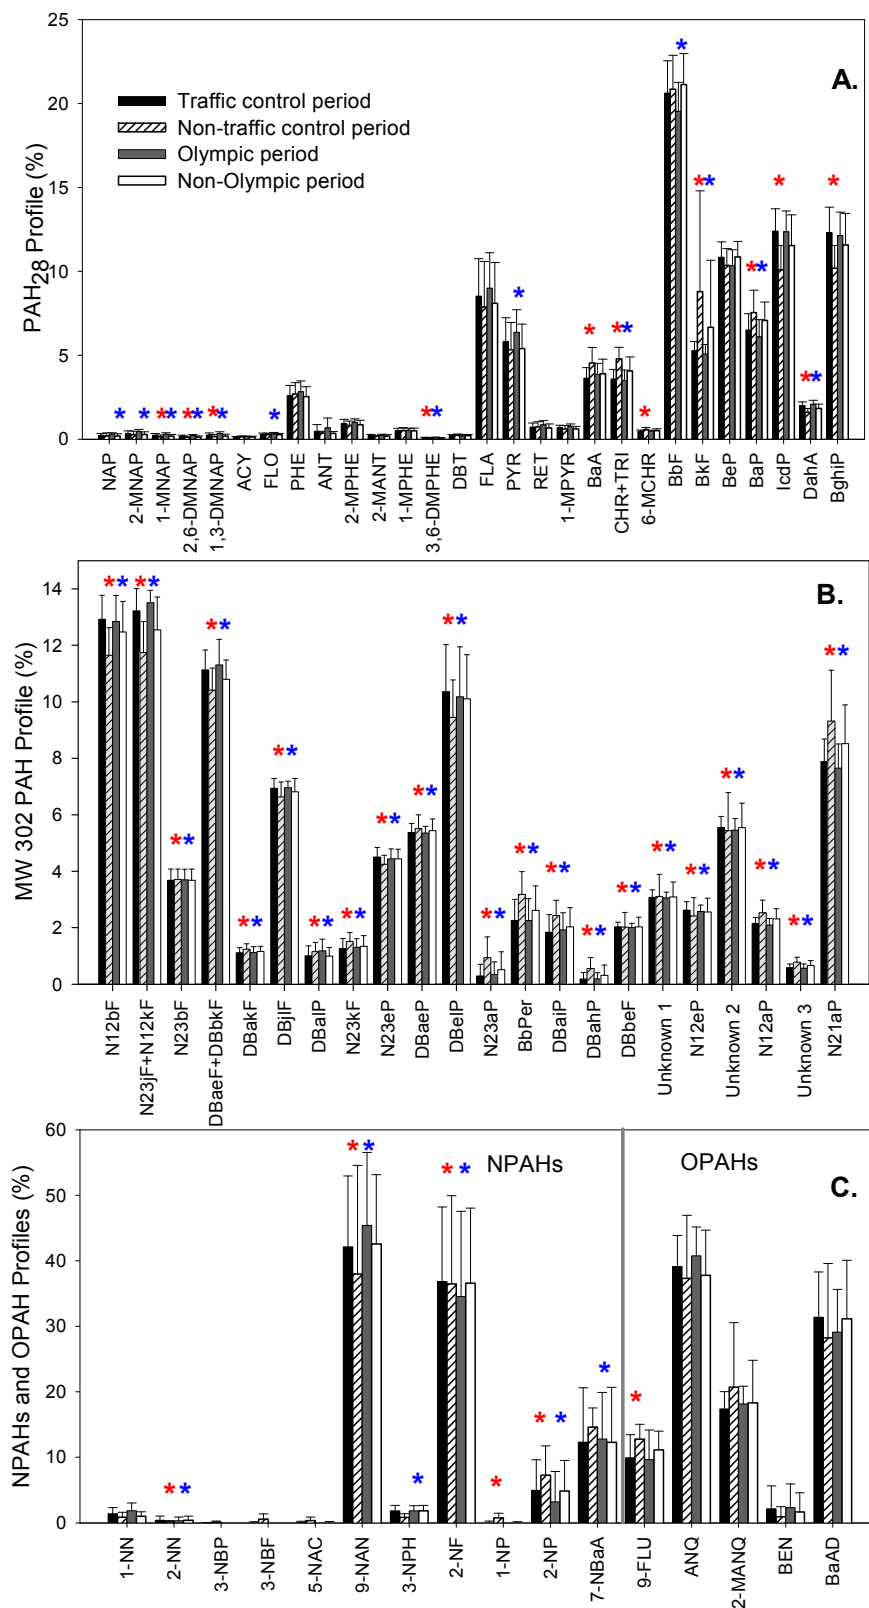 A.
Traffic control period
Non-traffic control period
Olympic period
Non-Olympic period
PAH28 Profile (%)
25
20
15
10
5
0
* * * * * * * * * * * * * * * * * * * * * * * * * *
NAP
2-MNAP
1-MNAP
2,6-DMNAP
1,3-DMNAP
ACY
FLO
PHE
ANT
2-MPHE
2-MANT
1-MPHE
3,6-DMPHE
DBT
FLA
PYR
RET
1-MPYR
BaA
CHR+TRI
6-MCHR
BbF
BkF
BeP
BaP
IcdP
DahA
BghiP
B.
MW 302 PAH Profile (%)
14
12
10
8
6
4
2
0
N12bF
N23jF+N12kF
N23bF
DBaeF+DBbkF
DBakF
DBjlF
DBalP
N23kF
N23eP
DBaeP
DBelP
N23aP
BbPer
DBaiP
DBahP
DBbeF
Unknown 1
N12eP
Unknown 2
N12aP
Unknown 3
N21aP
C.
NPAHs
OPAHs
NPAHs and OPAH Profiles (%)
60
50
40
30
20
10
0
1-NN
2-NN
3-NBP
3-NBF
5-NAC
9-NAN
3-NPH
2-NF
1-NP
2-NP
7-NBaA
9-FLU
ANQ
2-MANQ
BEN
BaAD